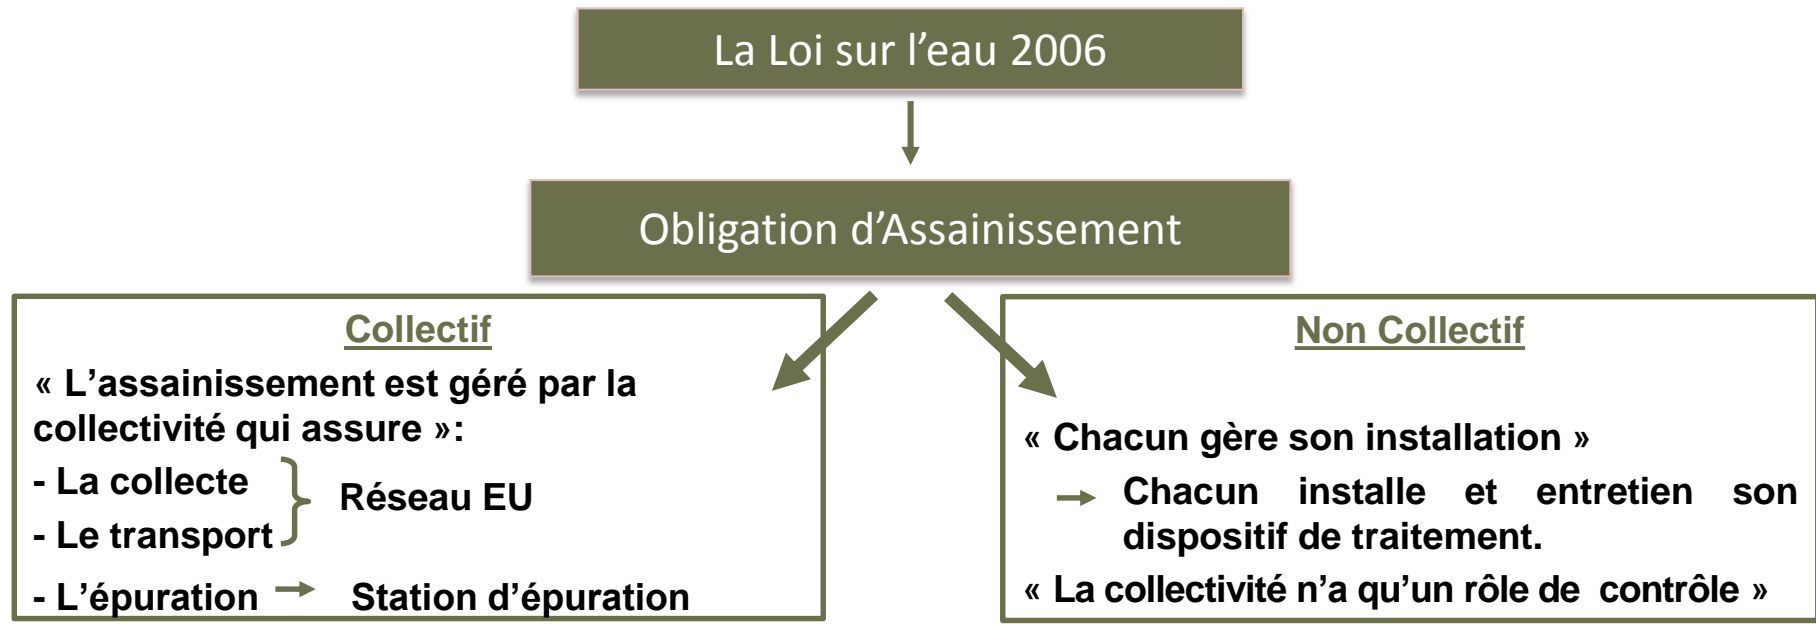 La Loi sur l’eau 2006
Obligation d’Assainissement
Collectif
« L’assainissement est géré par la
collectivité qui assure »:
- La collecte
- Le transport
Réseau EU
- L’épuration
Station d’épuration
Non Collectif
« Chacun gère son installation »
Chacun installe et entretien son
dispositif de traitement.
« La collectivité n’a qu’un rôle de contrôle »